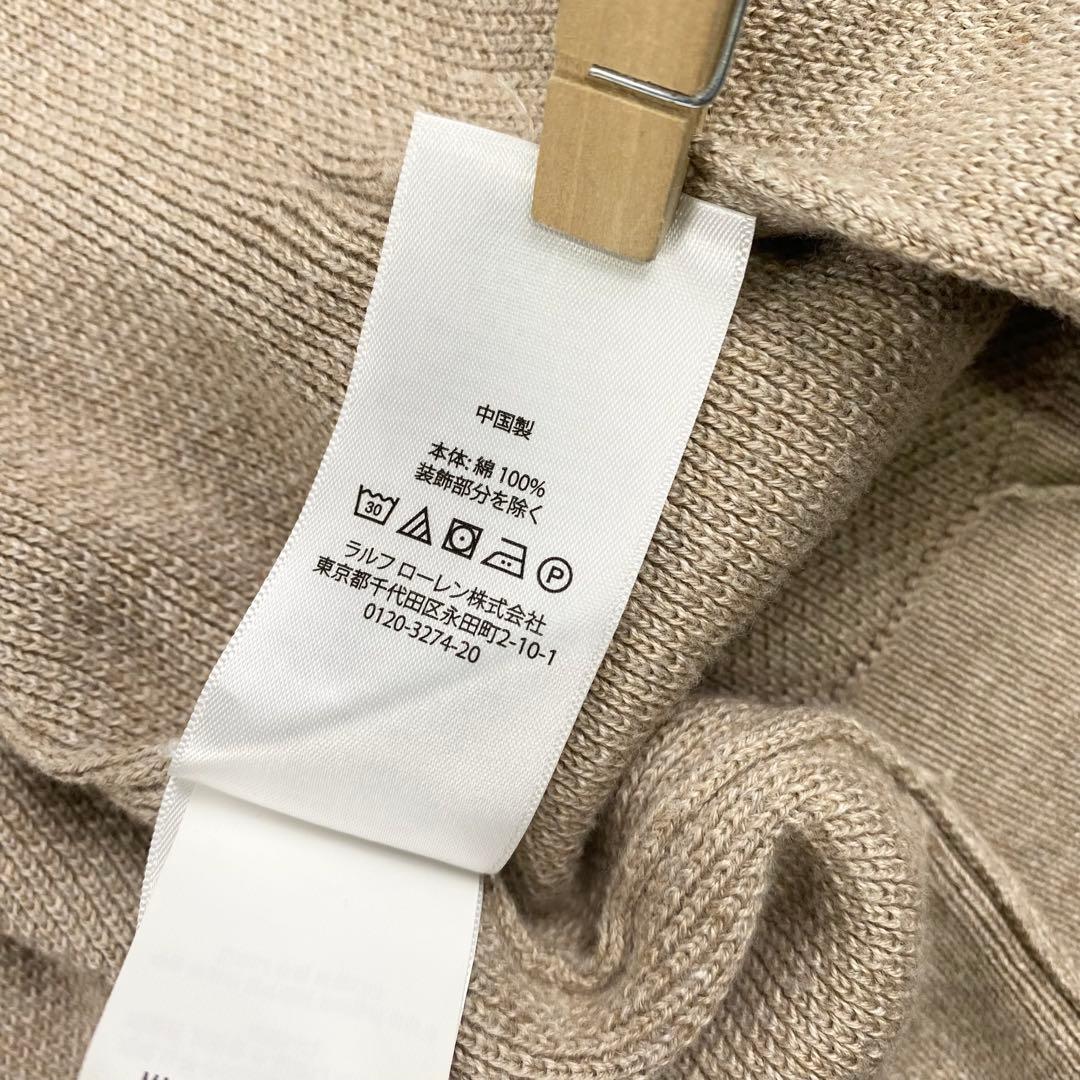 中国製
本体: 綿 100%
装飾部分を除く
30 P
ラルフ ローレン株式会社
東京都千代田区永田町2-10-1
0120-3274-20